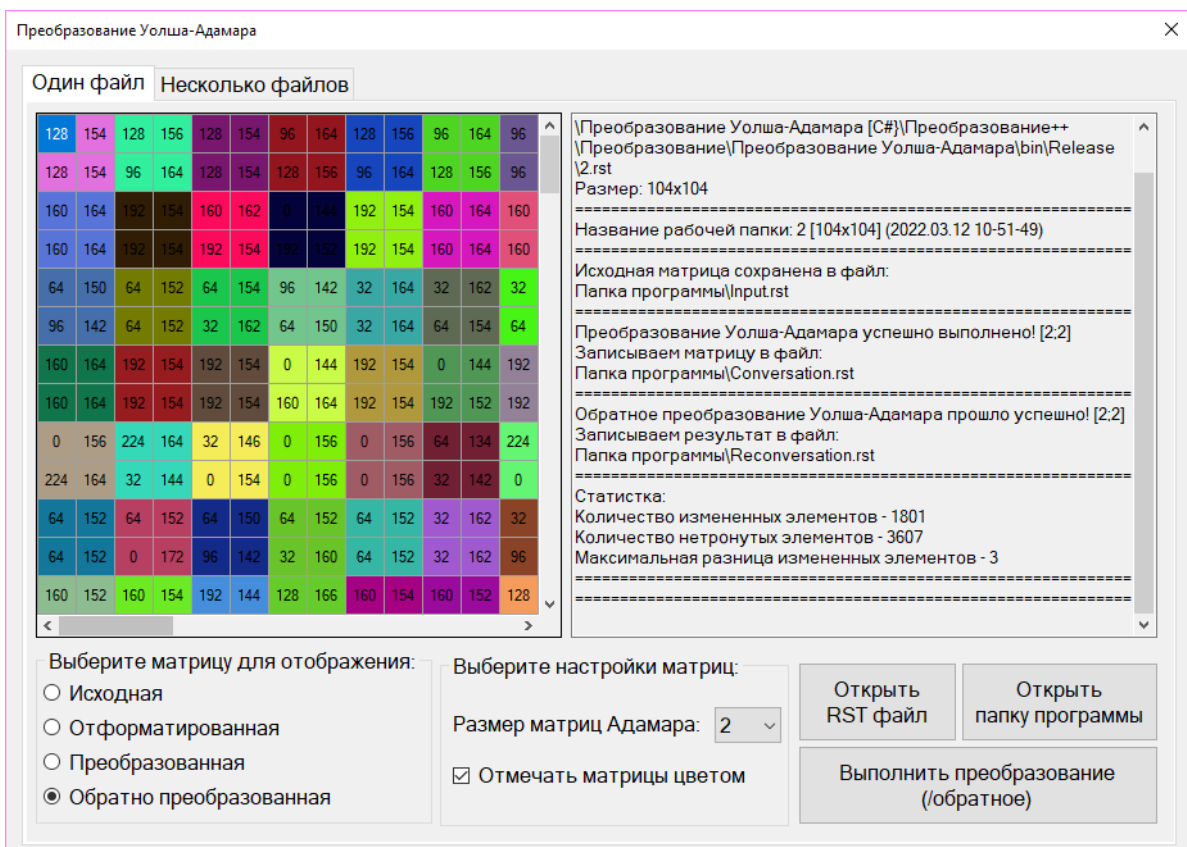 Преобразование Уолша-Адамара
Один файл Несколько файлов
128 154 128 156 128 154 96 164 128 156 96 164 96
128 154 96 164 128 154 128 156 96 164 128 156 96
160 164 192 154 160 162 0 144 192 154 160 164 160
160 164 192 154 192 154 192 152 192 154 160 164 160
64 150 64 152 64 154 96 142 32 164 32 162 32
96 142 64 152 32 162 64 150 32 164 64 154 64
160 164 192 154 192 154 0 144 192 154 0 144 192
160 164 192 154 192 154 160 164 192 154 192 152 192
0 156 224 164 32 146 0 156 0 156 64 134 224
224 164 32 144 0 154 0 156 0 156 32 142 0
64 152 64 152 64 150 64 152 64 152 32 162 32
64 152 0 172 96 142 32 160 64 152 32 162 96
160 152 160 154 192 144 128 166 160 154 160 152 128
\Преобразование Уолша-Адамара [C#}\Преобразование++
\Преобразование\Преобразование Уолша-Адамара\bin\Release
\2.rst
Размер: 104x104
============================================================
Название рабочей папки: 2 [104x104] (2022.03.12 10-51-49)
============================================================
Исходная матрица сохранена в файл:
Папка программы\Input.rst
============================================================
Преобразование Уолша-Адамара успешно выполнено! [2;2]
Записываем матрицу в файл:
Папка программы\Conversation.rst
============================================================
Обратное преобразование Уолша-Адамара прошло успешно! [2;2]
Записываем результат в файл:
Папка программы\Reconversation.rst
============================================================
Статистка:
Количество измененных элементов - 1801
Количество нетронутых элементов - 3607
Максимальная разница измененных элементов - 3
============================================================
============================================================
Выберите матрицу для отображения:
Исходная
Отформатированная
Преобразованная
Обратно преобразованная
Выберите настройки матриц:
Размер матриц Адамара: 2
Отмечать матрицы цветом
Открыть
RST файл
Открыть
папку программы
Выполнить преобразование
(/обратное)